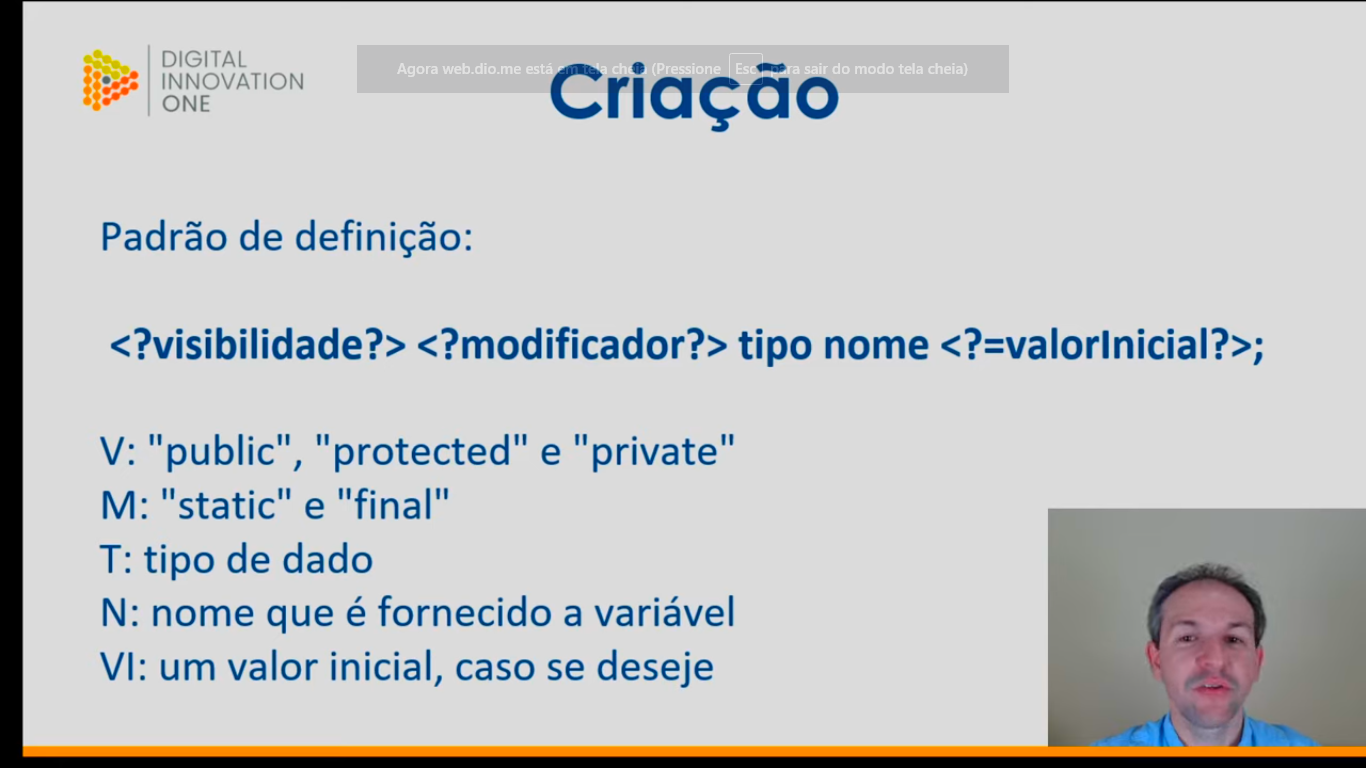 DIGITAL
INNOVATION
ONE
Agora web.dio.me está em tela cheia (Pressione Esc para sair do modo tela cheia)
Criação
Padrão de definição:
<?visibilidade?> <?modificador?> tipo nome <?=valorInicial?>;
V: "public", "protected" e "private"
M: "static" e "final"
T: tipo de dado
N: nome que é fornecido a variável
VI: um valor inicial, caso se deseje